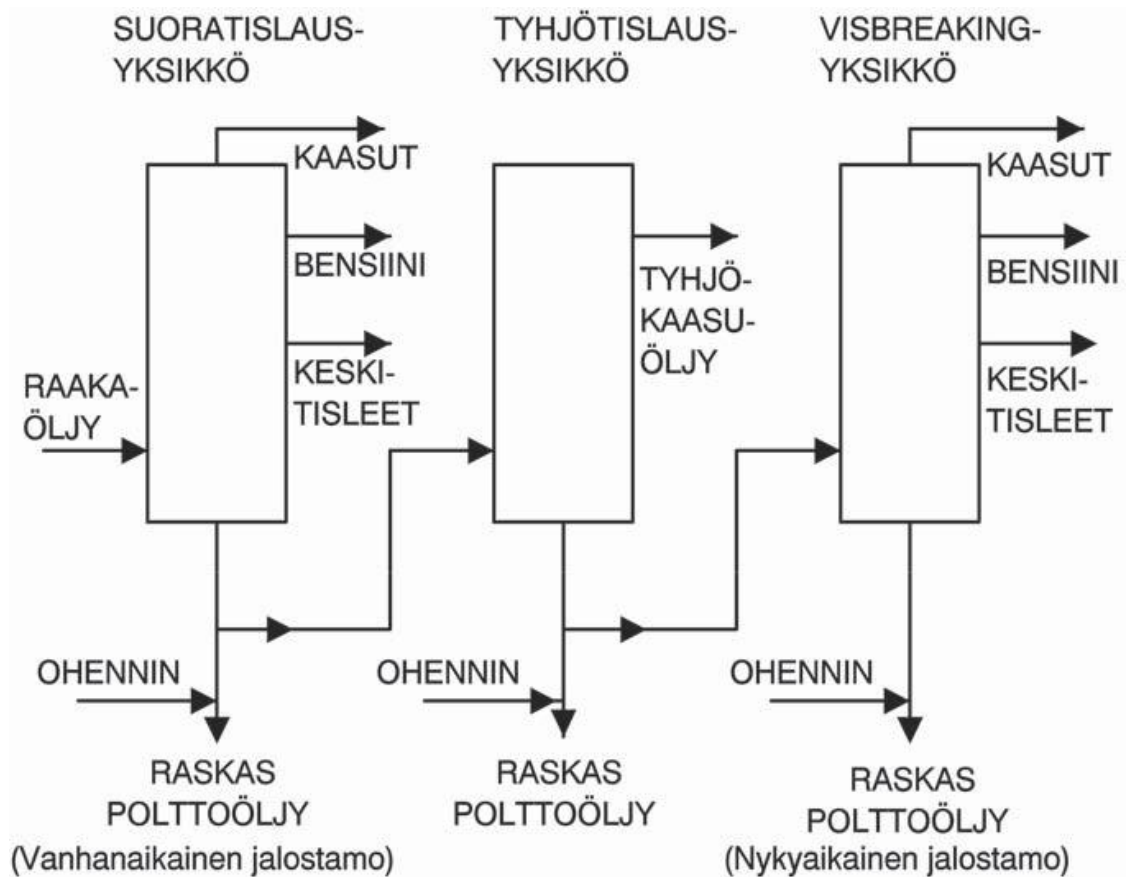 SUORATISLAUS-
YKSIKKÖ
TYHJÖTISLAUS-
YKSIKKÖ
VISBREAKING-
YKSIKKÖ
KAASUT
BENSIINI
KESKI-
TISLEET
RAAKA-
ÖLJY
TYHJÖ-
KAASU-
ÖLJY
KAASUT
BENSIINI
KESKI-
TISLEET
OHENNIN
OHENNIN
OHENNIN
RASKAS
POLTTOÖLJY
(Vanhanaikainen jalostamo)
RASKAS
POLTTOÖLJY
RASKAS
POLTTOÖLJY
(Nykyaikainen jalostamo)